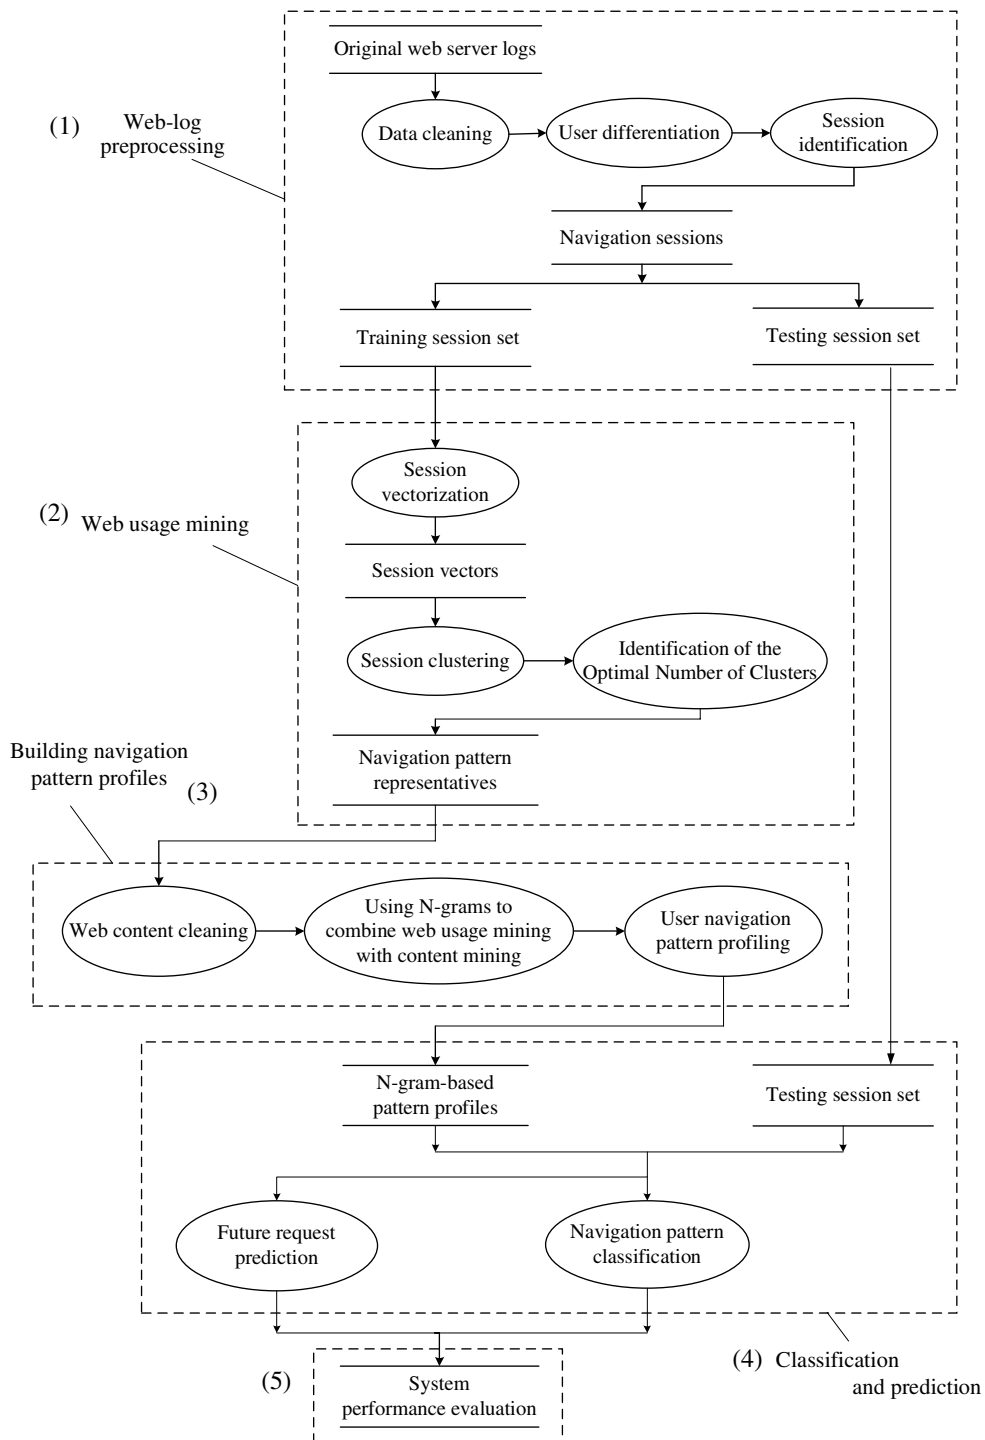 Original web server logs
(1)
Web-log
preprocessing
Data cleaning
User differentiation
Session
identification
Navigation sessions
Training session set
Testing session set
Session
vectorization
(2)
Web usage mining
Session vectors
Session clustering
Identification of the
Optimal Number of Clusters
Navigation pattern
representatives
Building navigation
pattern profiles
(3)
Web content cleaning
Using N-grams to
combine web usage mining
with content mining
User navigation
pattern profiling
N-gram-based
pattern profiles
Testing session set
Future request
prediction
Navigation pattern
classification
(4)
Classification
and prediction
(5)
System
performance evaluation